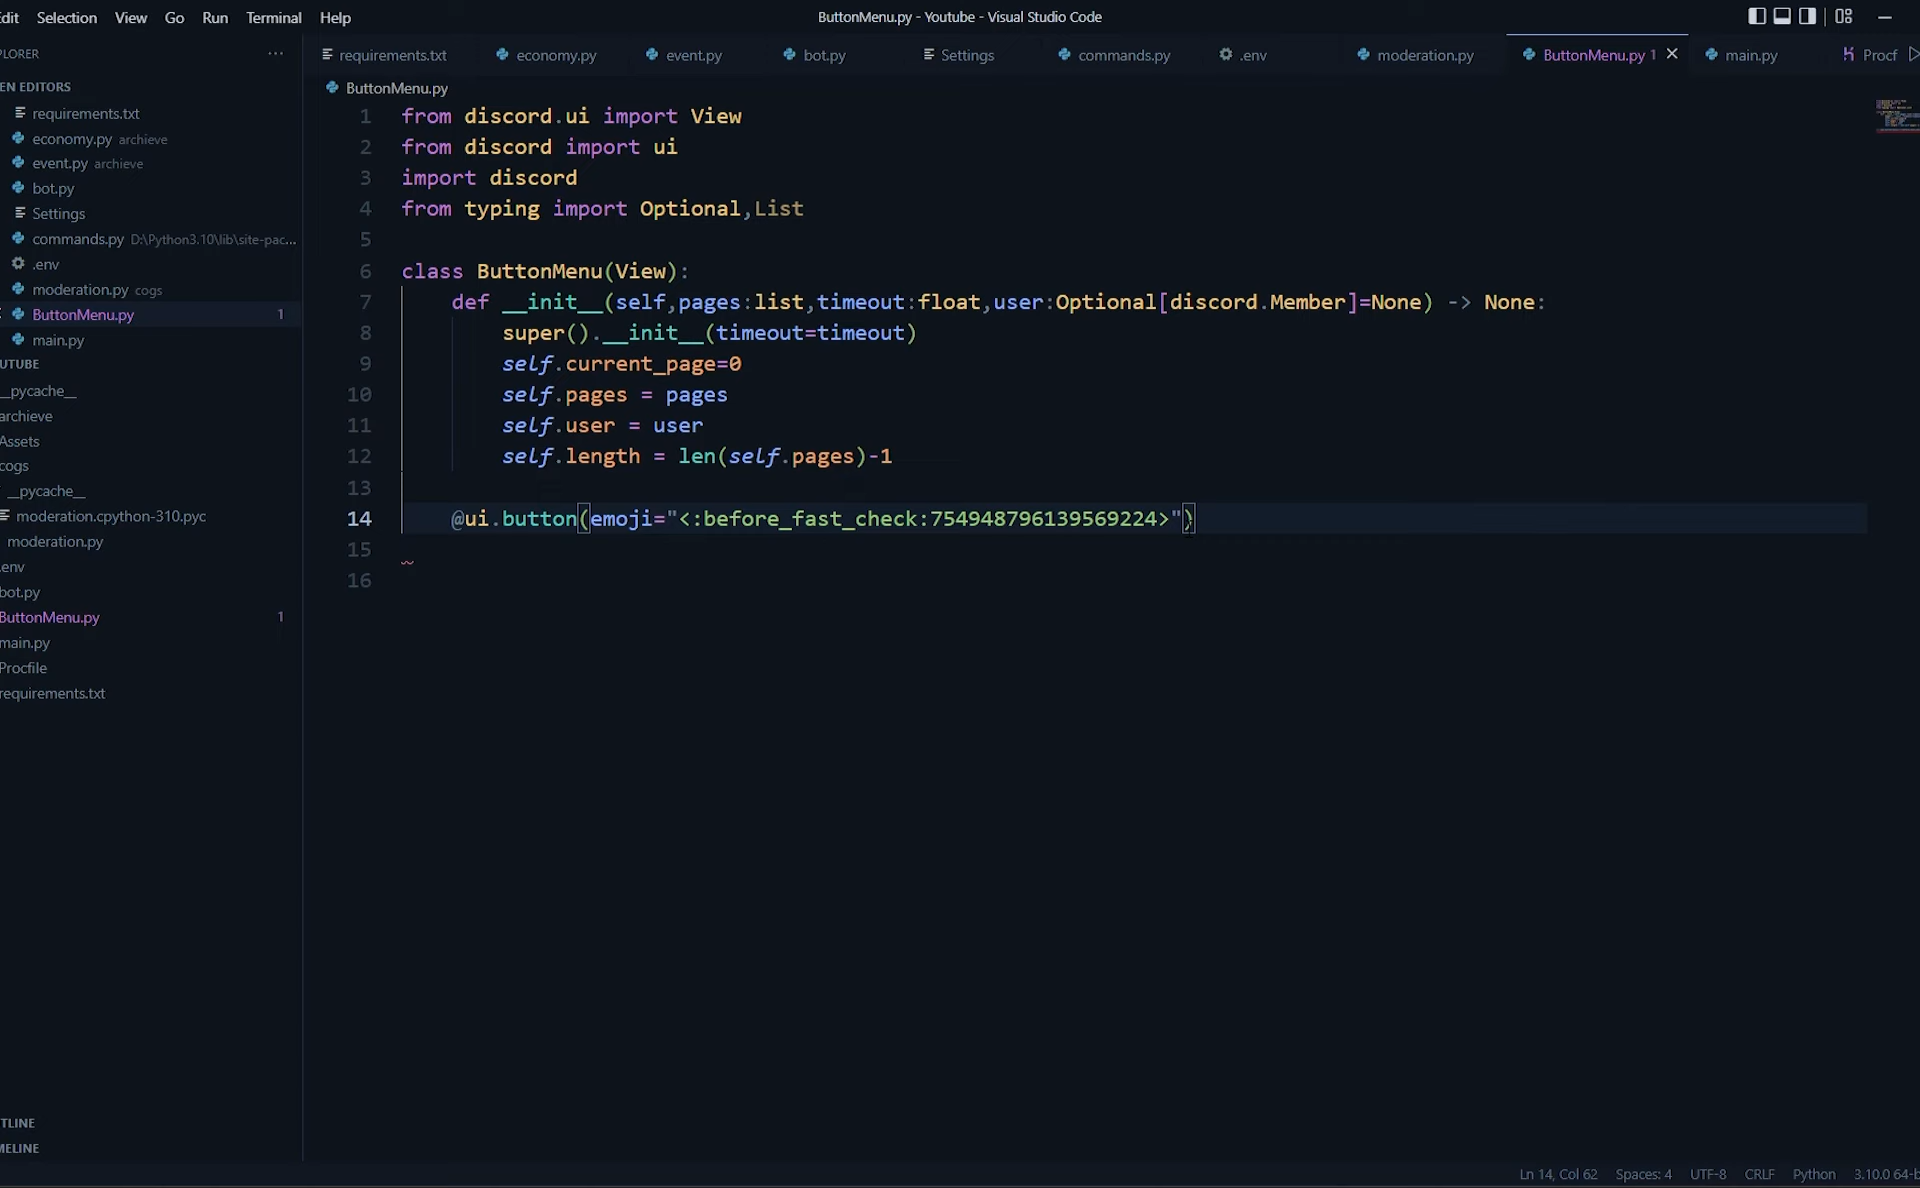 dit Selection View Go Run Terminal Help
ButtonMenu.py - Youtube - Visual Studio Code
PLORER ···
requirements.txt economy.py event.py bot.py Settings commands.py .env moderation.py ButtonMenu.py 1 main.py Procf
EN EDITORS
requirements.txt
economy.py archieve
event.py archieve
bot.py
Settings
commands.py D:\Python3.10\lib\site-pac...
.env
moderation.py cogs
ButtonMenu.py 1
main.py
UTUBE
__pycache__
archieve
Assets
cogs
__pycache__
moderation.cpython-310.pyc
moderation.py
.env
bot.py
ButtonMenu.py 1
main.py
Procfile
requirements.txt
TLINE
MELINE
ButtonMenu.py
1 from discord.ui import View
2 from discord import ui
3 import discord
4 from typing import Optional,List
5
6 class ButtonMenu(View):
7 def __init__(self,pages:list,timeout:float,user:Optional[discord.Member]=None) -> None:
8 super().__init__(timeout=timeout)
9 self.current_page=0
10 self.pages = pages
11 self.user = user
12 self.length = len(self.pages)-1
13
14 @ui.button(emoji="<:before_fast_check:754948796139569224>")
15
16
Ln 14, Col 62 Spaces: 4 UTF-8 CRLF Python 3.10.0 64-b